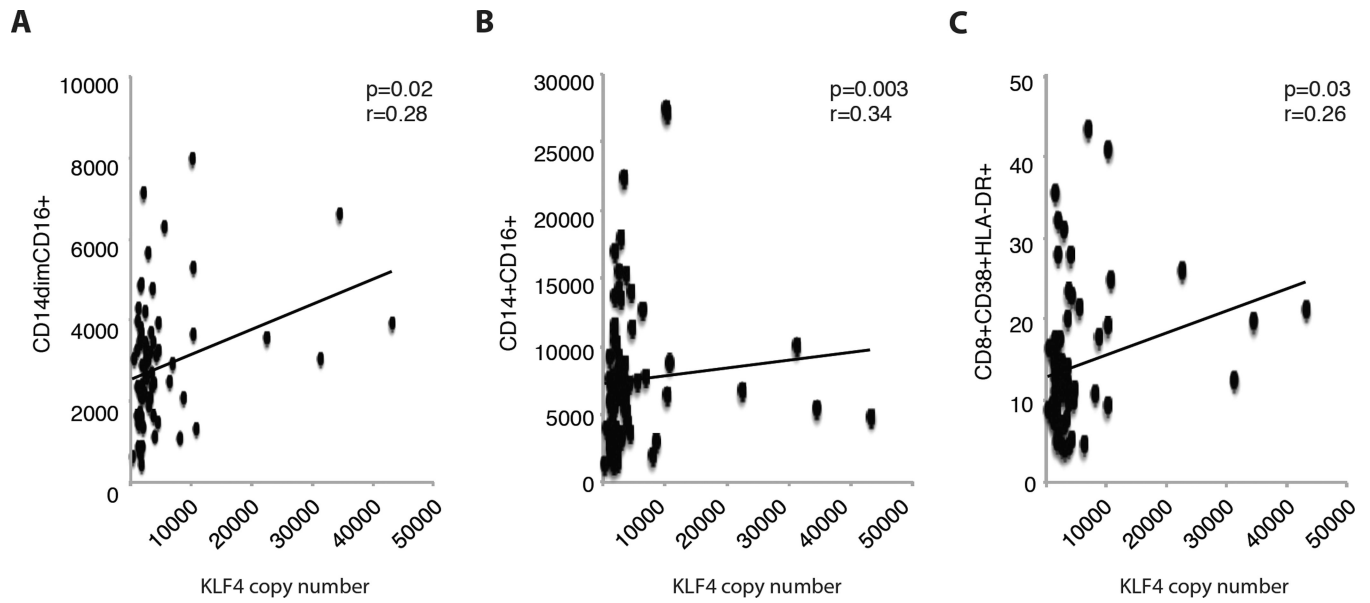 A
p=0.02
r=0.28
CD14dimCD16+
10000
8000
6000
4000
2000
0
10000
20000
30000
40000
50000
KLF4 copy number
B
p=0.003
r=0.34
CD14+CD16+
30000
25000
20000
15000
10000
5000
0
10000
20000
30000
40000
50000
KLF4 copy number
C
p=0.03
r=0.26
CD8+CD38+HLA-DR+
50
40
30
20
10
0
10000
20000
30000
40000
50000
KLF4 copy number